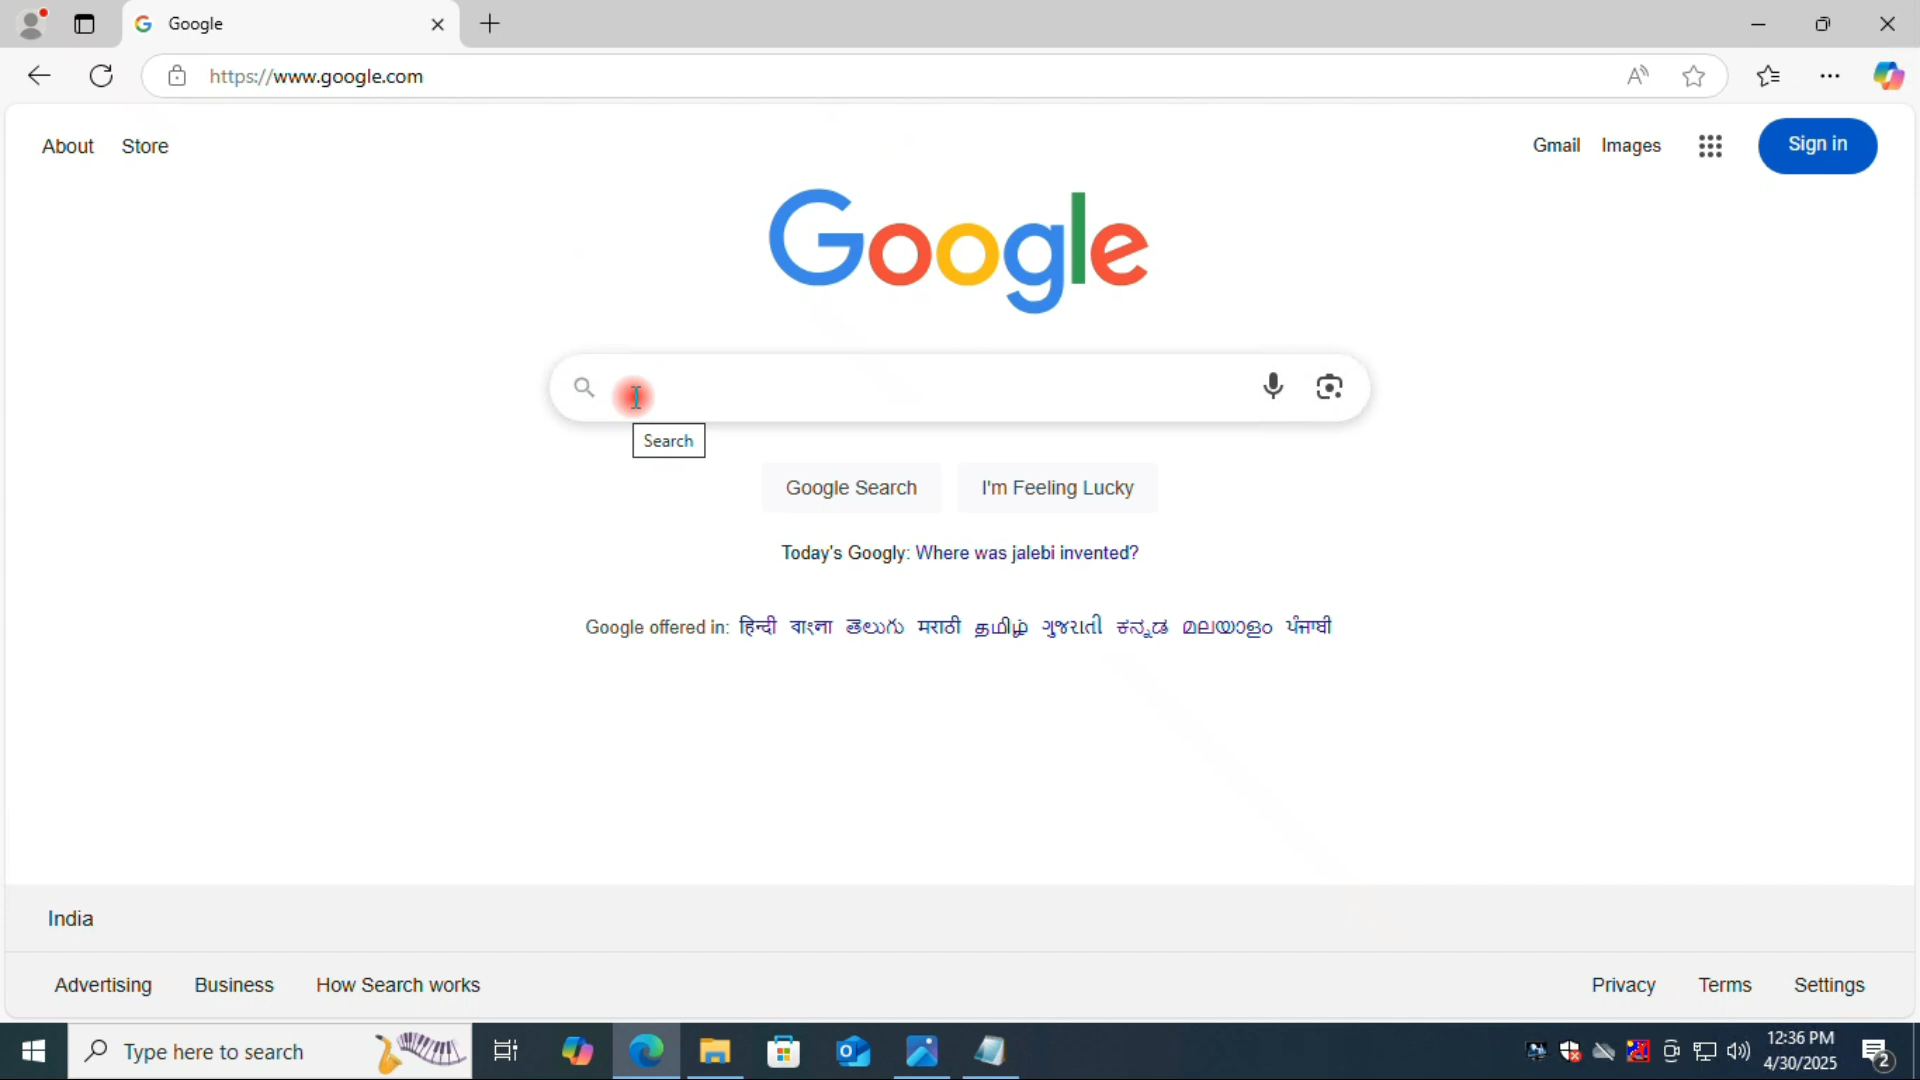 Google
https://www.google.com
About Store
Gmail Images Sign in
Google
Search
Google Search I'm Feeling Lucky
Today's Googly: Where was jalebi invented?
Google offered in: हिन्दी বাংলা తెలుగు मराठी தமிழ் ગુજરાતી ಕನ್ನಡ മലയാളം ਪੰਜਾਬੀ
India
Advertising Business How Search works
Privacy Terms Settings
Type here to search
12:36 PM
4/30/2025
2